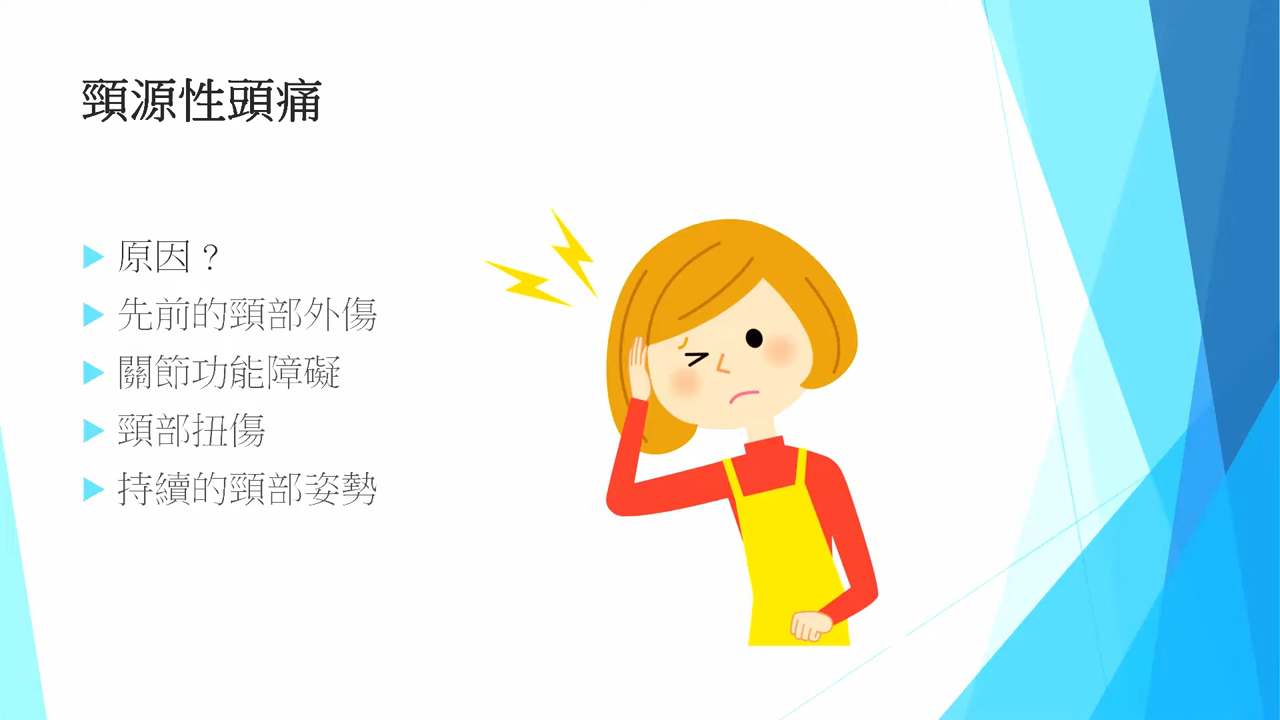 頸源性頭痛
原因？
先前的頸部外傷
關節功能障礙
頸部扭傷
持續的頸部姿勢